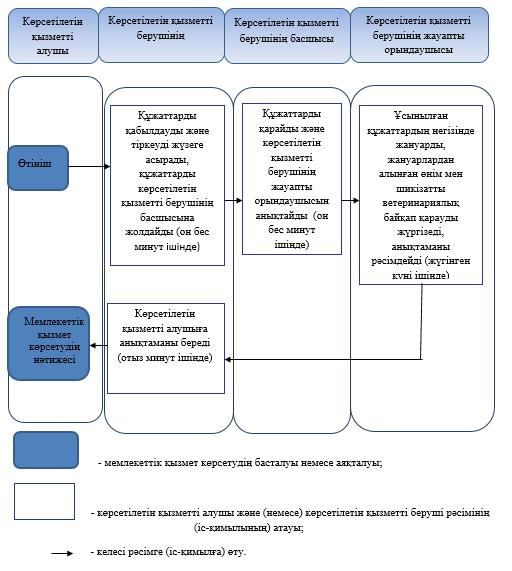 Көрсетілетін
қызметті
алушы
Көрсетілетін қызметті
берушінің
Көрсетілетін қызметті
берушінің басшысы
Көрсетілетін қызметті
берушінің жауапты
орындаушысы
Өтініш
Құжаттарды
қабылдауды және
тіркеуді жүзеге
асырады,
құжаттарды
көрсетілетін
қызметті берушінің
басшысына
жолдайды (он бес
минут ішінде)
Құжаттарды
қарайды және
көрсетілетін
қызметті
берушінің
жауапты
орындаушысын
анықтайды (он
бес минут
ішінде)
Ұсынылған
құжаттардың негізінде
жануарды,
жануарлардан
алынған өнім мен
шикізатты
ветеринариялық
байқап қарауды
жүргізеді,
анықтаманы
рәсімдейді (жүгінген
күні ішінде)
Мемлекеттік
қызмет
көрсетудің
нәтижесі
Көрсетілетін
қызметті алушыға
анықтаманы береді
(отыз минут ішінде)
- мемлекеттік қызмет көрсетудің басталуы немесе аяқталуы;
- көрсетілетін қызметті алушы және (немесе) көрсетілетін қызметті беруші рәсімінің
(іс-қимылының) атауы;
- келесі рәсімге (іс-қимылға) өту.